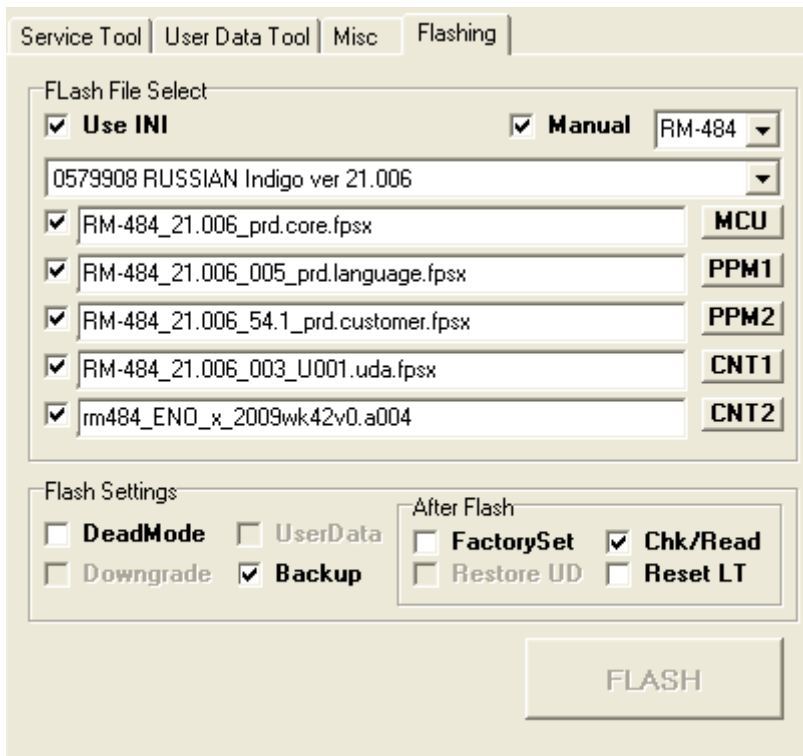 Service Tool User Data Tool Misc Flashing
FLash File Select
Use INI Manual RM-484
0579908 RUSSIAN Indigo ver 21.006
RM-484_21.006_prd.core.fpsx MCU
RM-484_21.006_005_prd.language.fpsx PPM1
RM-484_21.006_54.1_prd.customer.fpsx PPM2
RM-484_21.006_003_U001.uda.fpsx CNT1
rm484_ENO_x_2009wk42v0.a004 CNT2
Flash Settings
DeadMode UserData
Downgrade Backup
After Flash
FactorySet Chk/Read
Restore UD Reset LT
FLASH